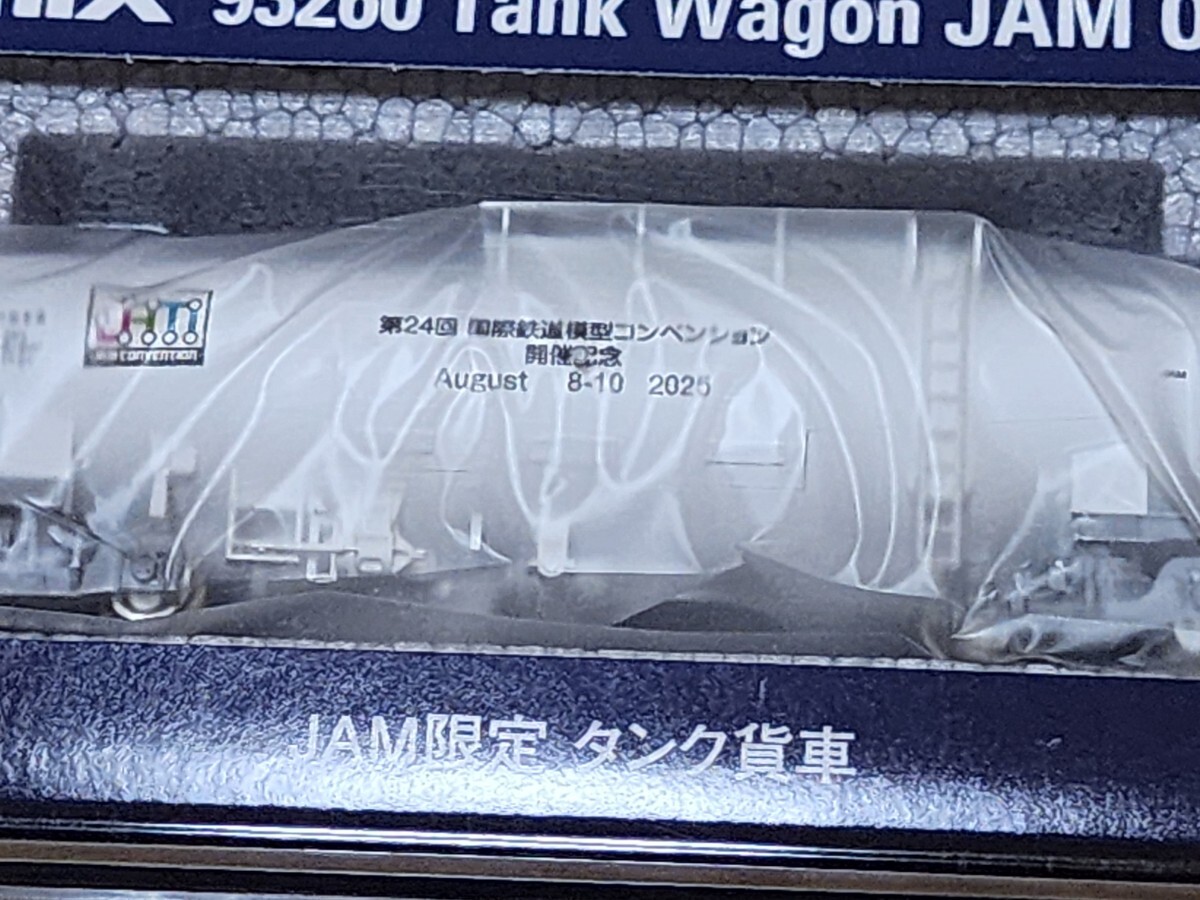 93260 Tank Wagon JAM
JAM
CONVENTION
第24回 国際鉄道模型コンベンション
開催記念
August 8-10 2025
JAM限定 タンク貨車